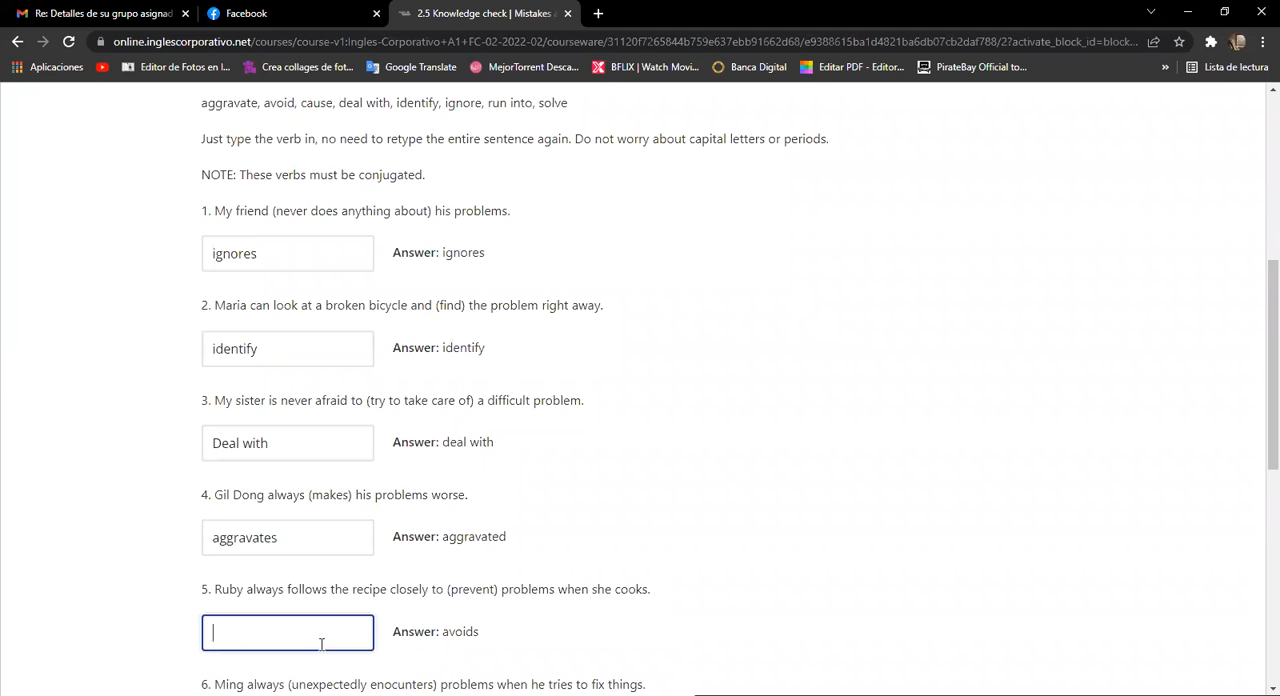 Re: Detalles de su grupo asignad
Facebook
2.5 Knowledge check | Mistakes a
online.inglescorporativo.net/courses/course-v1:Ingles-Corporativo+A1+FC-02-2022-02/courseware/31120f7265844b759e637ebb91662d68/e9388615ba1d4821ba6db07cb2daf788/2?activate_block_id=block...
Aplicaciones
Editor de Fotos en l...
Crea collages de fot...
Google Translate
MejorTorrent Desca...
BFLIX | Watch Movi...
Banca Digital
Editar PDF - Editor...
PirateBay Official to...
»
Lista de lectura
aggravate, avoid, cause, deal with, identify, ignore, run into, solve
Just type the verb in, no need to retype the entire sentence again. Do not worry about capital letters or periods.
NOTE: These verbs must be conjugated.
1. My friend (never does anything about) his problems.
ignores
Answer: ignores
2. Maria can look at a broken bicycle and (find) the problem right away.
identify
Answer: identify
3. My sister is never afraid to (try to take care of) a difficult problem.
Deal with
Answer: deal with
4. Gil Dong always (makes) his problems worse.
aggravates
Answer: aggravated
5. Ruby always follows the recipe closely to (prevent) problems when she cooks.
Answer: avoids
6. Ming always (unexpectedly enocunters) problems when he tries to fix things.